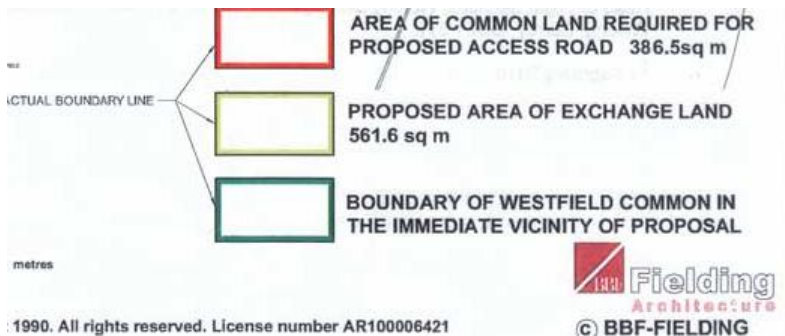 AREA OF COMMON LAND REQUIRED FOR
PROPOSED ACCESS ROAD 386.5sq m
ACTUAL BOUNDARY LINE
PROPOSED AREA OF EXCHANGE LAND
561.6 sq m
BOUNDARY OF WESTFIELD COMMON IN
THE IMMEDIATE VICINITY OF PROPOSAL
metres
BBF Fielding
Architecture
1990. All rights reserved. License number AR100006421
© BBF-FIELDING